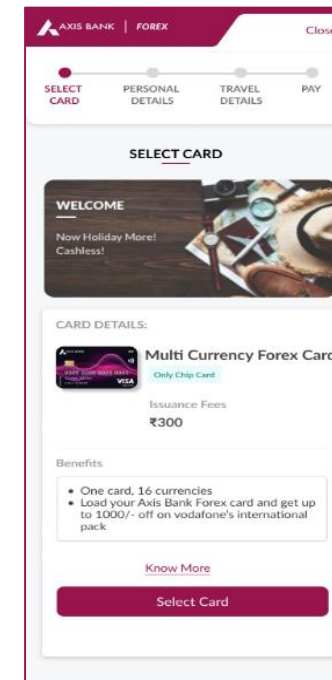 AXIS BANK | FOREX
Close
SELECT CARD
PERSONAL DETAILS
TRAVEL DETAILS
PAY
SELECT CARD
WELCOME
Now Holiday More!
Cashless!
CARD DETAILS:
Multi Currency Forex Card
Only Chip Card
VISA
Issuance Fees
₹300
Benefits
• One card, 16 currencies
• Load your Axis Bank Forex card and get up
to 1000/- off on vodafone's international
pack
Know More
Select Card